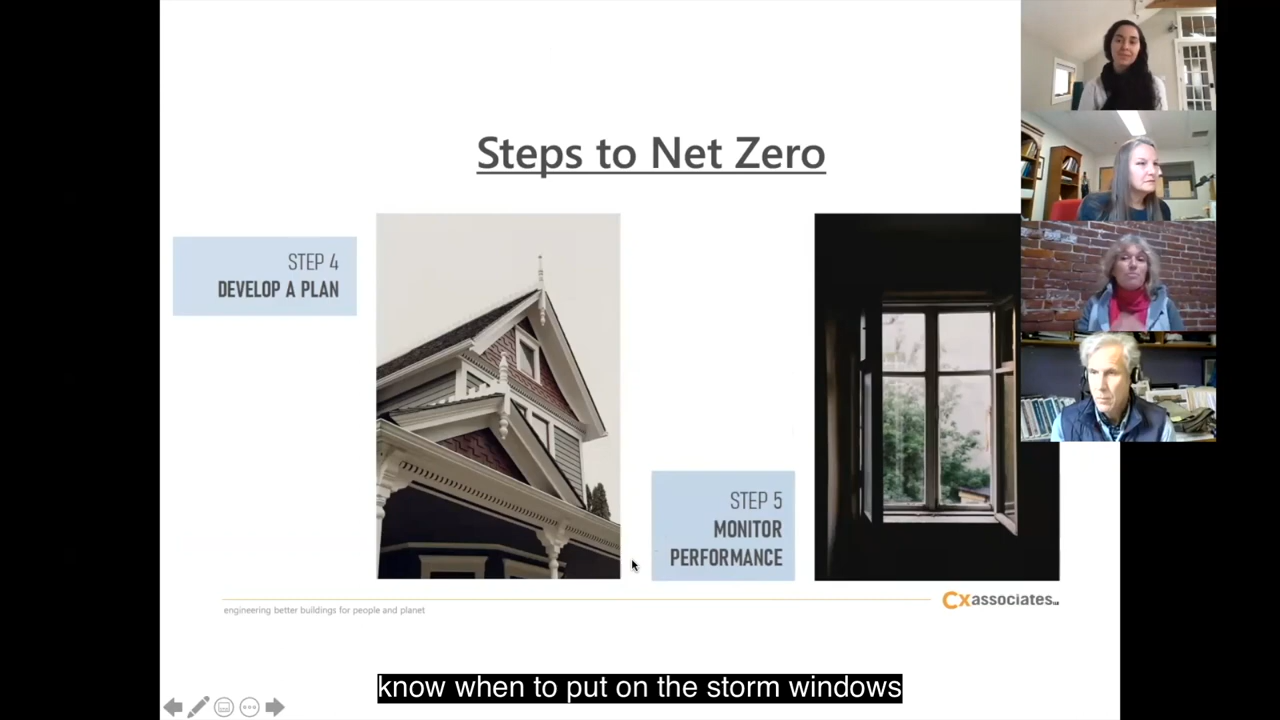 Steps to Net Zero
STEP 4
DEVELOP A PLAN
STEP 5
MONITOR
PERFORMANCE
engineering better buildings for people and planet
Cxassociates
know when to put on the storm windows